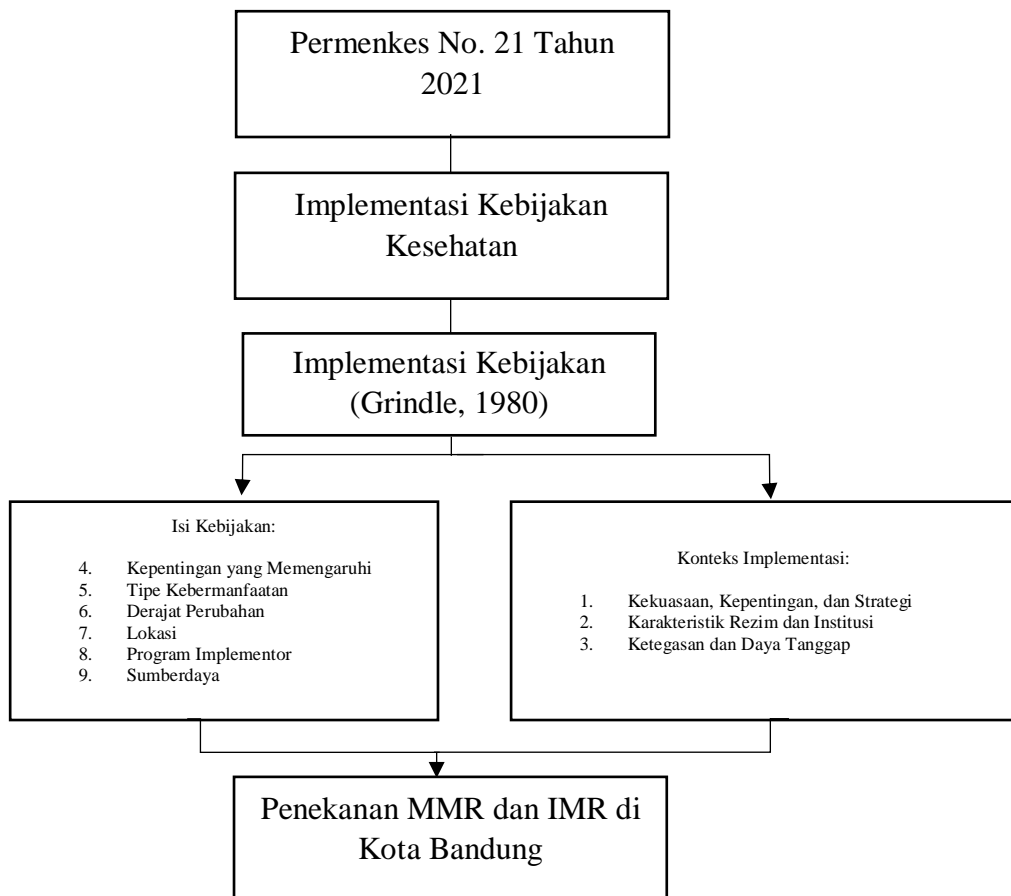 Permenkes No. 21 Tahun
2021
Implementasi Kebijakan
Kesehatan
Implementasi Kebijakan
(Grindle, 1980)
Isi Kebijakan:
4. Kepentingan yang Memengaruhi
5. Tipe Kebermanfaatan
6. Derajat Perubahan
7. Lokasi
8. Program Implementor
9. Sumberdaya
Konteks Implementasi:
1. Kekuasaan, Kepentingan, dan Strategi
2. Karakteristik Rezim dan Institusi
3. Ketegasan dan Daya Tanggap
Penekanan MMR dan IMR di
Kota Bandung